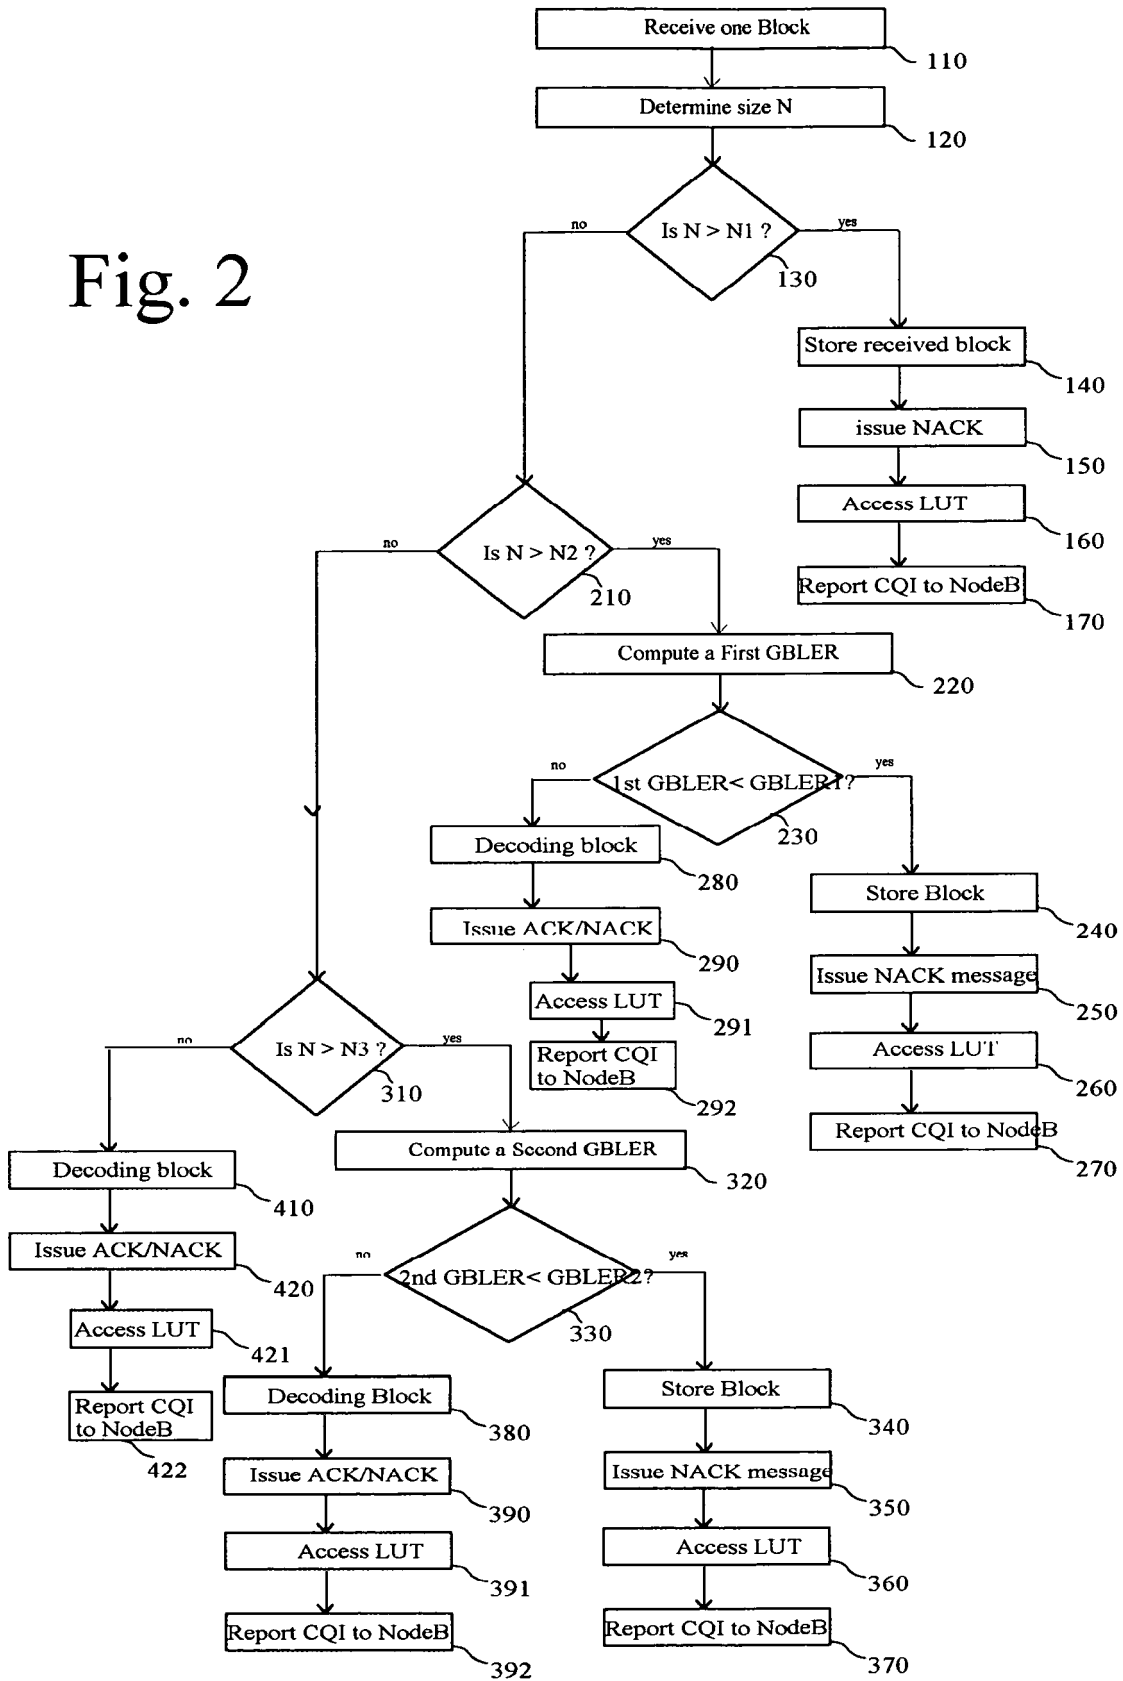 Receive one Block
110
Determine size N
120
Is N > N1 ?
130
no
yes
Fig. 2
Store received block
140
issue NACK
150
Access LUT
160
Report CQI to NodeB
170
Is N > N2 ?
210
no
yes
Compute a First GBLER
220
1st GBLER< GBLER1?
230
no
yes
Decoding block
280
Issue ACK/NACK
290
Access LUT
291
Report CQI
to NodeB
292
Store Block
240
Issue NACK message
250
Access LUT
260
Report CQI to NodeB
270
Is N > N3 ?
310
no
yes
Compute a Second GBLER
320
Decoding block
410
Issue ACK/NACK
420
Access LUT
421
Report CQI
to NodeB
422
2nd GBLER< GBLER2?
330
no
yes
Decoding Block
380
Issue ACK/NACK
390
Access LUT
391
Report CQI to NodeB
392
Store Block
340
Issue NACK message
350
Access LUT
360
Report CQI to NodeB
370